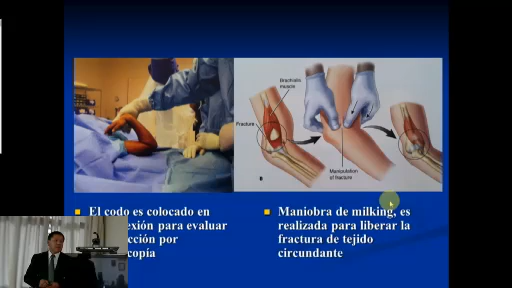 Brachialis
muscle
Fracture
Manipulation
of fracture
B
El codo es colocado en
exión para evaluar
cción por
copía
Maniobra de milking, es
realizada para liberar la
fractura de tejido
circundante